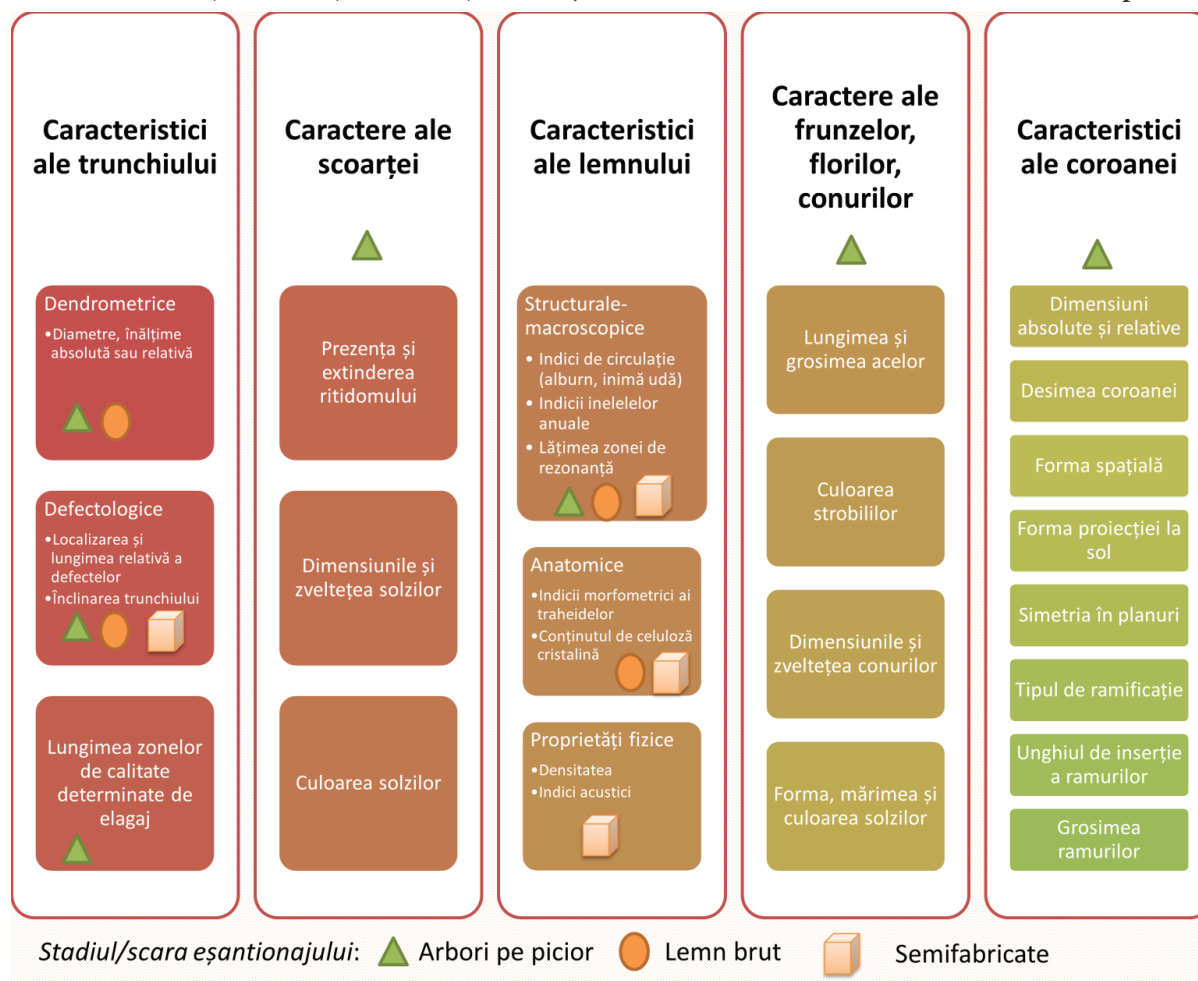 Caracteristici
ale trunchiului
Dendrometrice
•Diametre, înălțime
absolută sau relativă
Defectologice
•Localizarea și
lungimea relativă a
defectelor
•Înclinarea trunchiului
Lungimea zonelor
de calitate
determinate de
elagaj
Caractere ale
scoarței
Prezența și
extinderea
ritidomului
Dimensiunile și
zveltețea solzilor
Culoarea solzilor
Caracteristici
ale lemnului
Structurale-
macroscopice
• Indici de circulație
(alburn, inimă udă)
• Indicii inelelelor
anuale
• Lățimea zonei de
rezonanță
Anatomice
•Indicii morfometrici ai
traheidelor
•Conținutul de celuloză
cristalină
Proprietăți fizice
•Densitatea
•Indici acustici
Caractere ale
frunzelor,
florilor,
conurilor
Lungimea și
grosimea acelor
Culoarea
strobililor
Dimensiunile și
zveltețea conurilor
Forma, mărimea și
culoarea solzilor
Caracteristici
ale coroanei
Dimensiuni
absolute și relative
Desimea coroanei
Forma spațială
Forma proiecției la
sol
Simetria în planuri
Tipul de ramificație
Unghiul de inserție
a ramurilor
Grosimea
ramurilor
Stadiul/scara eșantionajului: Arbori pe picior Lemn brut Semifabricate